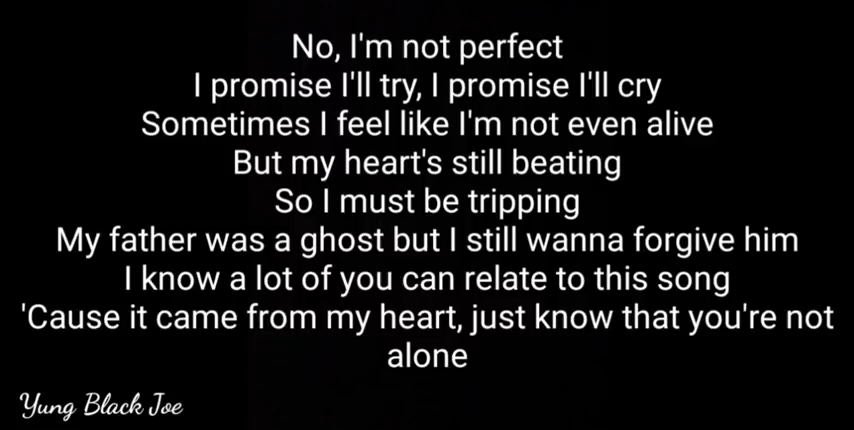 No, I'm not perfect
I promise I'll try, I promise I'll cry
Sometimes I feel like I'm not even alive
But my heart's still beating
So I must be tripping
My father was a ghost but I still wanna forgive him
I know a lot of you can relate to this song
'Cause it came from my heart, just know that you're not
alone
Yung Black Joe